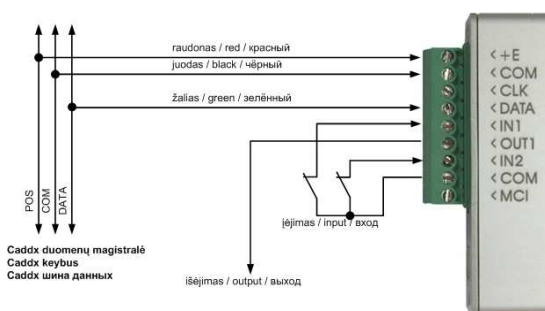 raudonas / red / красный
juodas / black / чёрный
žalias / green / зелённый
POS
COM
DATA
<+E
<COM
<CLK
<DATA
<IN1
<OUT1
<IN2
<COM
<MCI
įėjimas / input / вход
Caddx duomenų magistralė
Caddx keybus
Caddx шина данных
išėjimas / output / выход